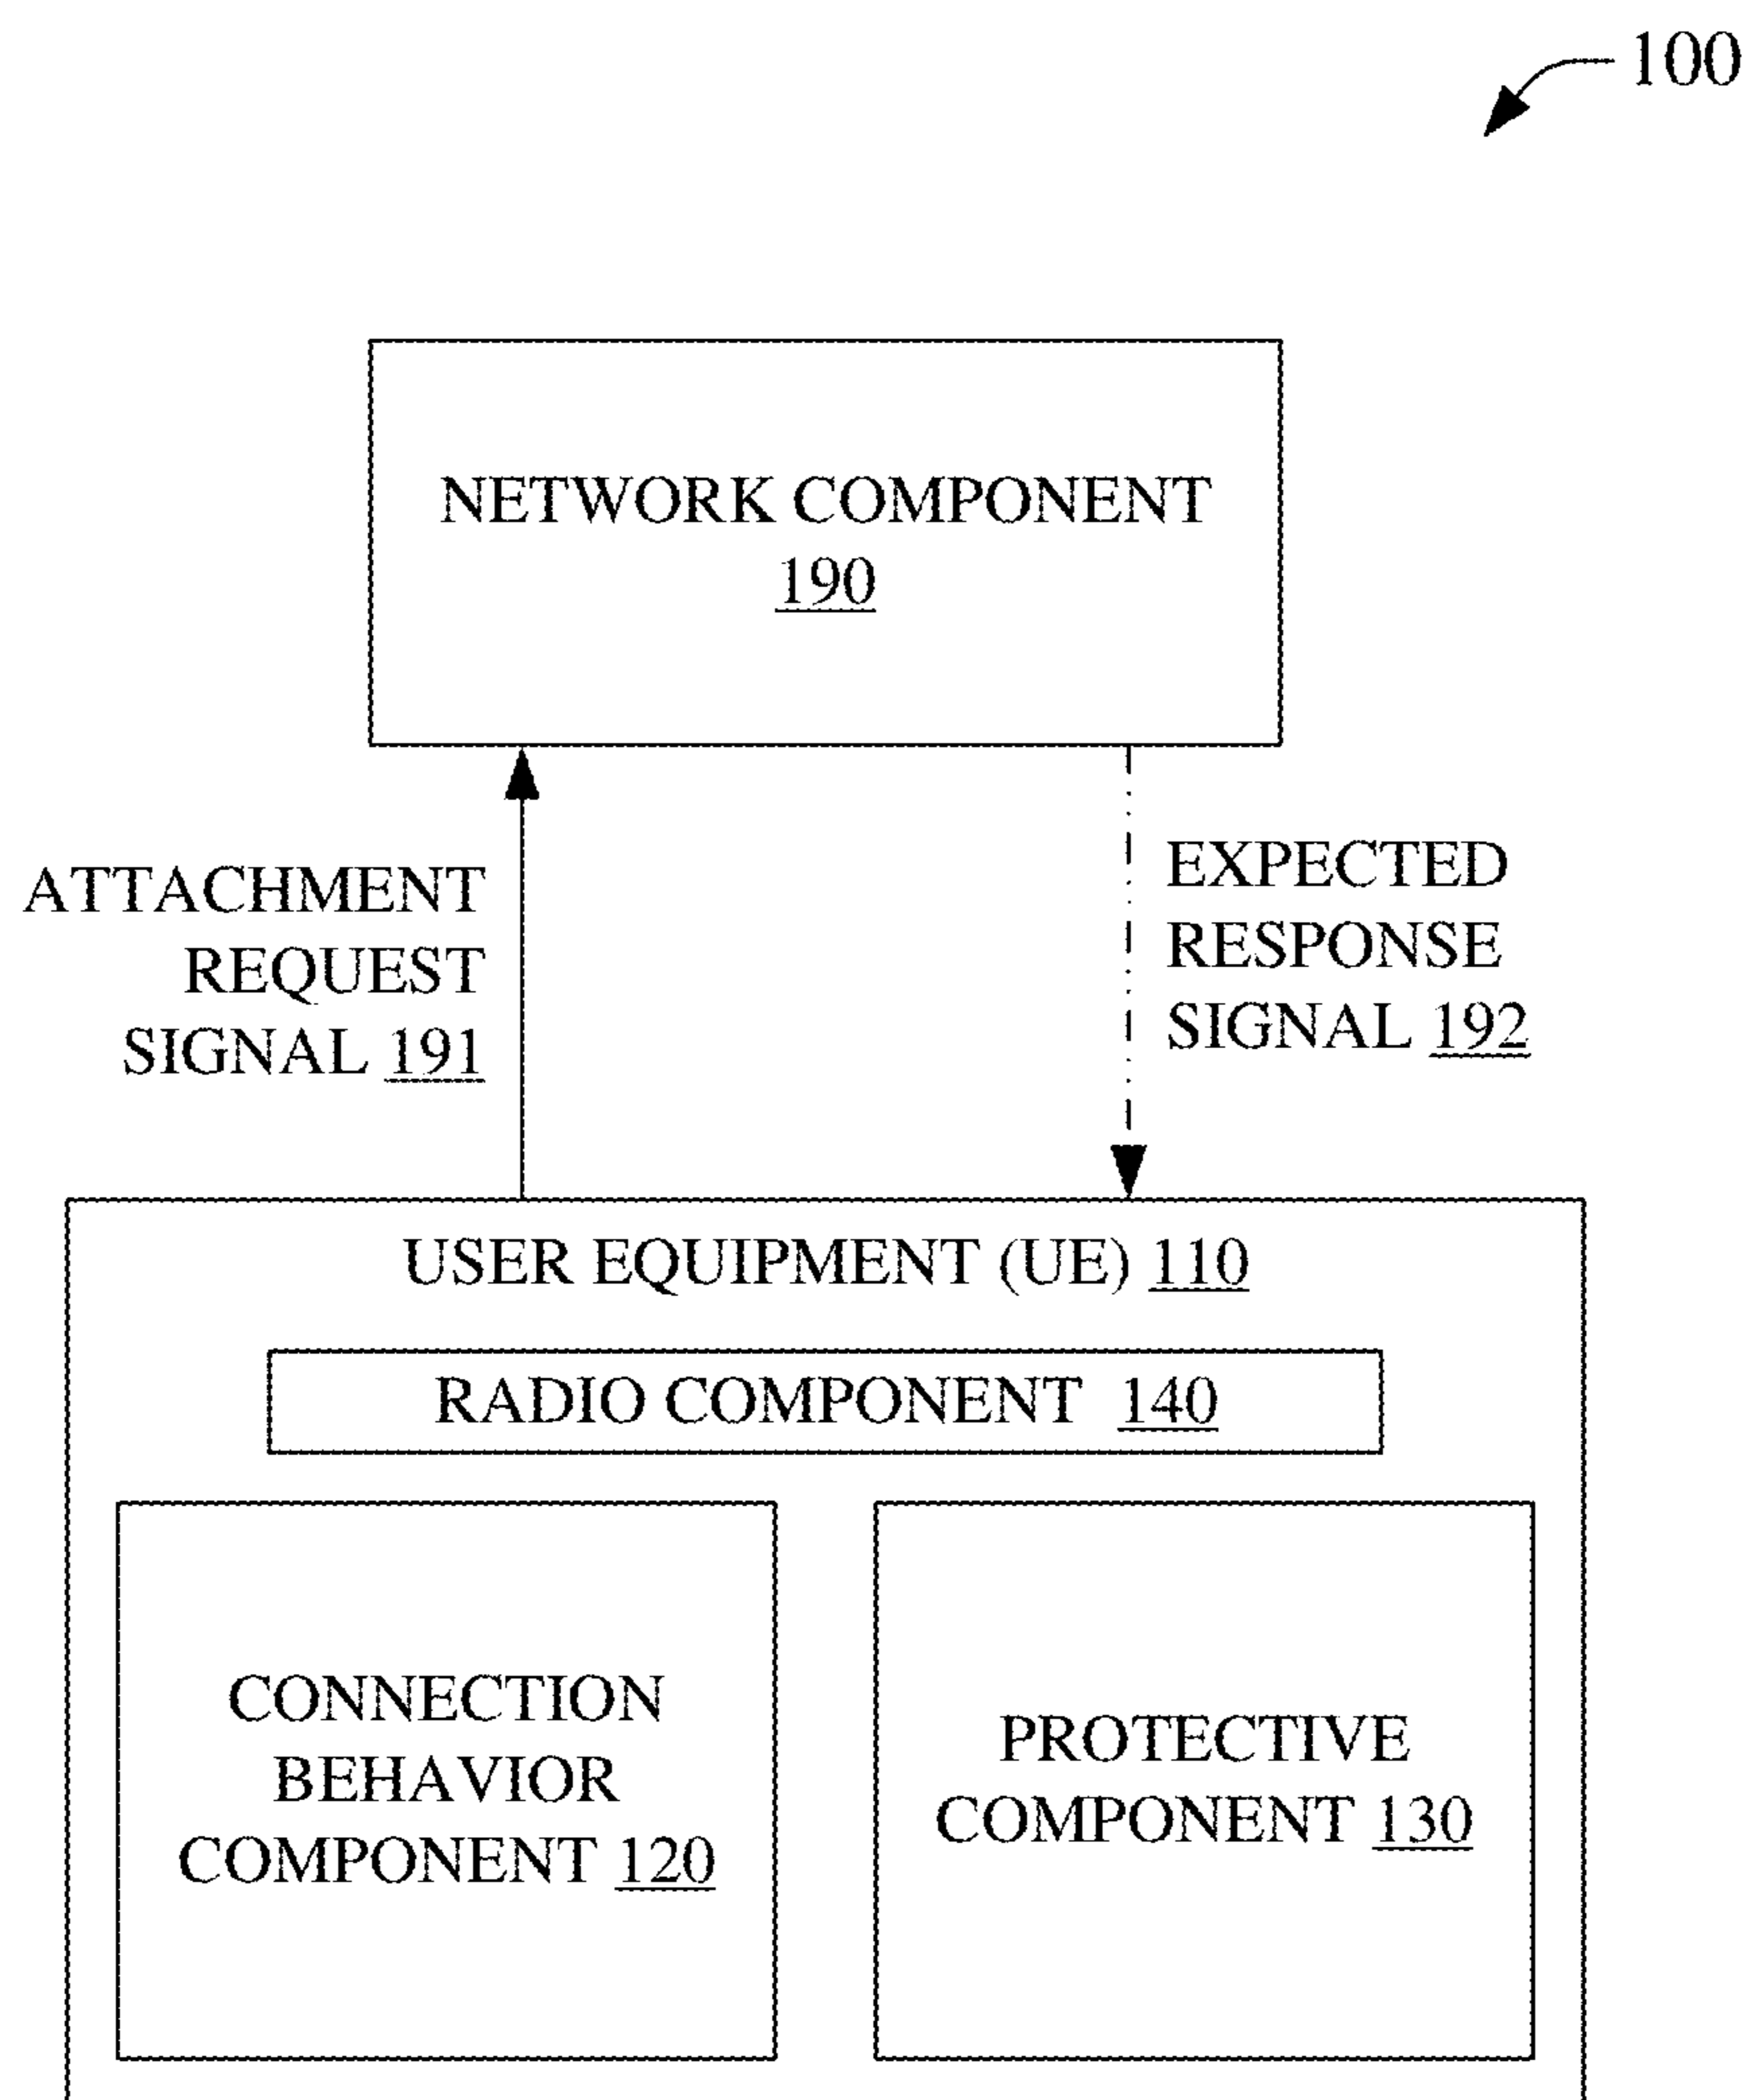 100
NETWORK COMPONENT
190
ATTACHMENT
REQUEST
SIGNAL 191
EXPECTED
RESPONSE
SIGNAL 192
USER EQUIPMENT (UE) 110
RADIO COMPONENT 140
CONNECTION
BEHAVIOR
COMPONENT 120
PROTECTIVE
COMPONENT 130